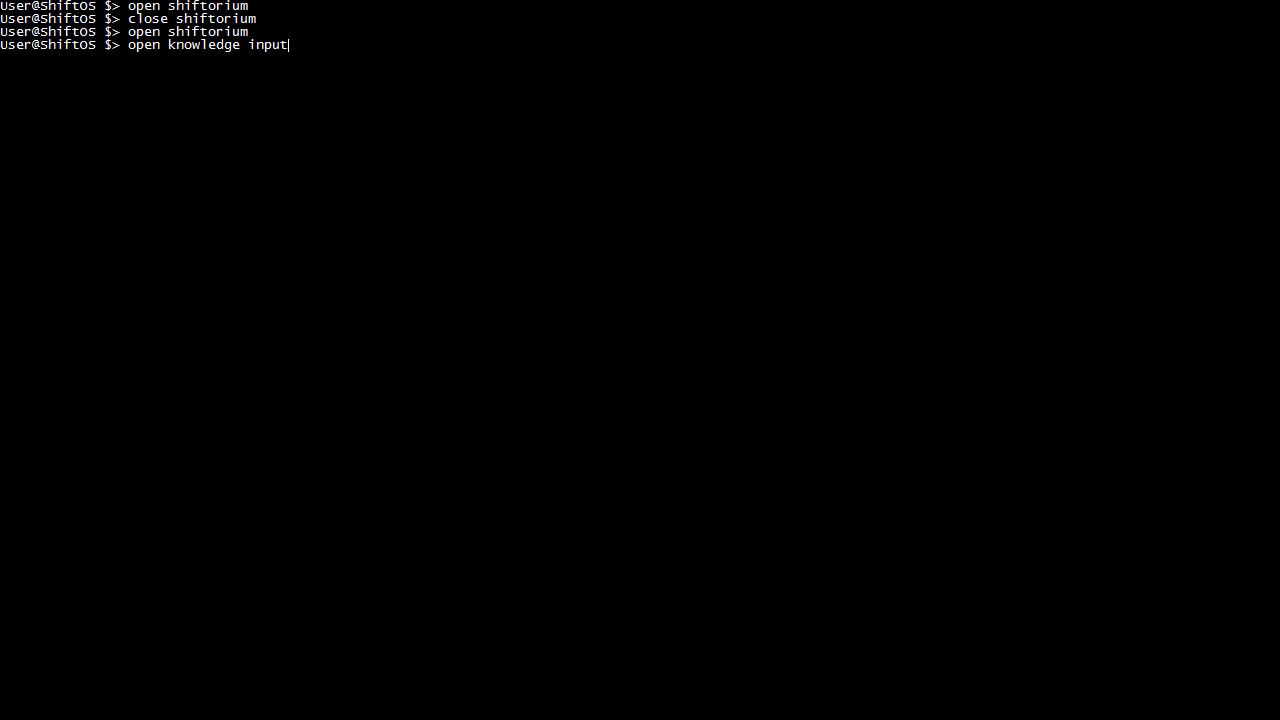 User@ShiftOS $> open shiftorium
User@ShiftOS $> close shiftorium
User@ShiftOS $> open shiftorium
User@ShiftOS $> open knowledge input